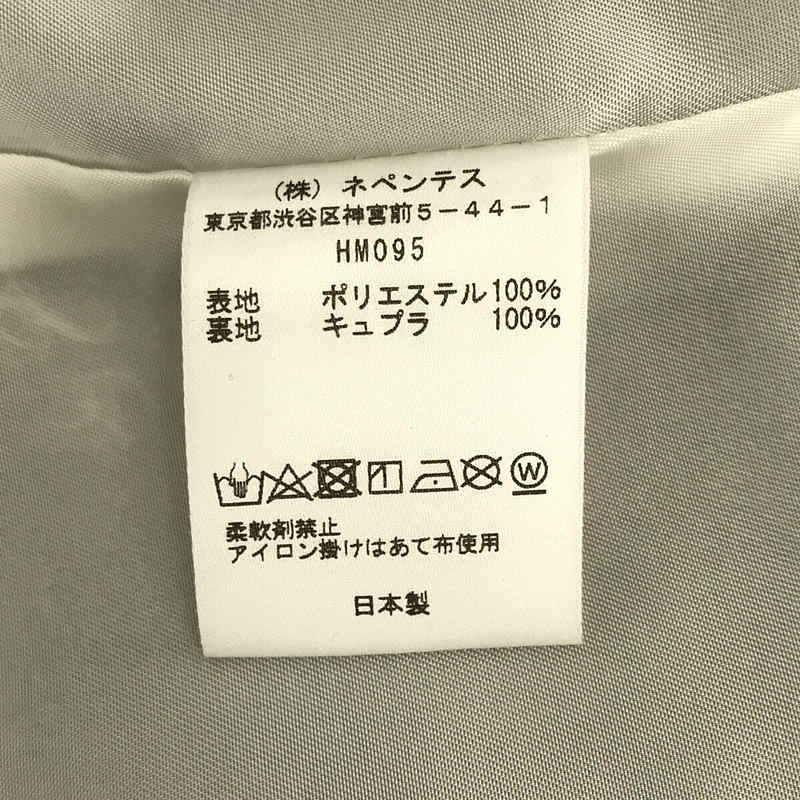 （株）ネペンテス
東京都渋谷区神宮前５－４４－１
HM095
表地 ポリエステル100%
裏地 キュプラ 100%
W
柔軟剤禁止
アイロン掛けはあて布使用
日本製